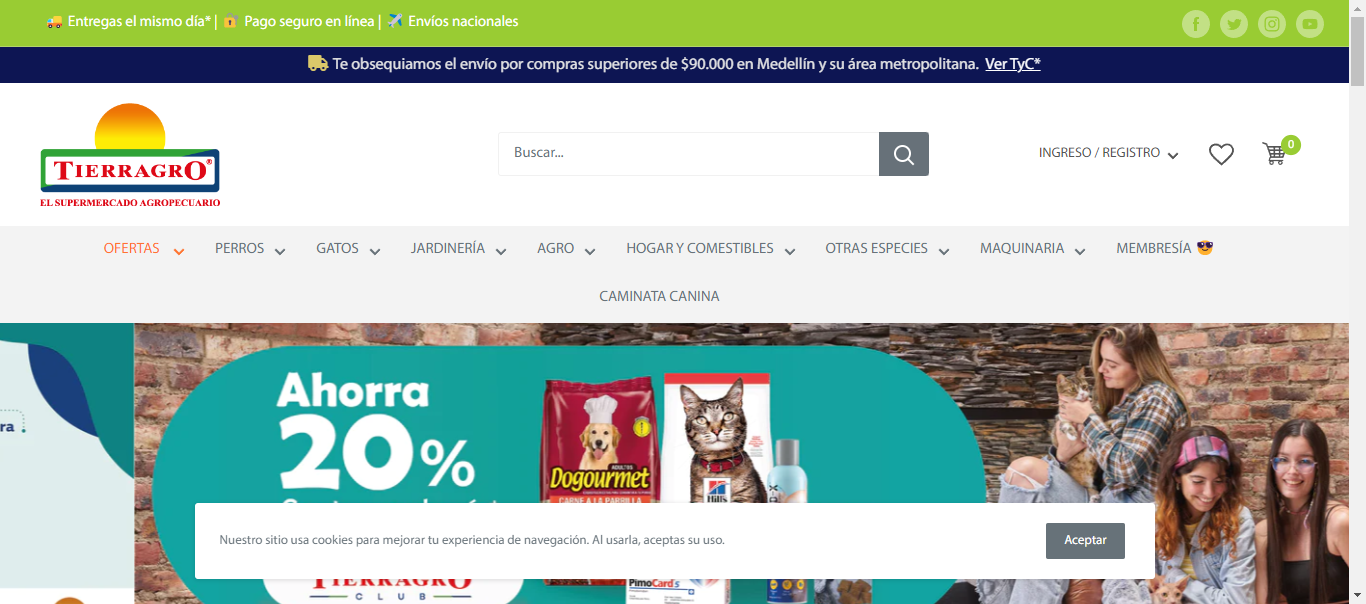 Entregas el mismo día* | Pago seguro en línea | Envíos nacionales
Te obsequiamos el envío por compras superiores de $90.000 en Medellín y su área metropolitana. Ver TyC*
TIERRAGRO®
EL SUPERMERCADO AGROPECUARIO
Buscar...
INGRESO / REGISTRO
0
OFERTAS PERROS GATOS JARDINERÍA AGRO HOGAR Y COMESTIBLES OTRAS ESPECIES MAQUINARIA MEMBRESÍA
CAMINATA CANINA
ra
Ahorra
20%
ADULTOS
Dogourmet
CARNE A LA PARRILLA
Hill's
Nuestro sitio usa cookies para mejorar tu experiencia de navegación. Al usarla, aceptas su uso.
Aceptar
TIERRAGRO
CLUB
PimoCard